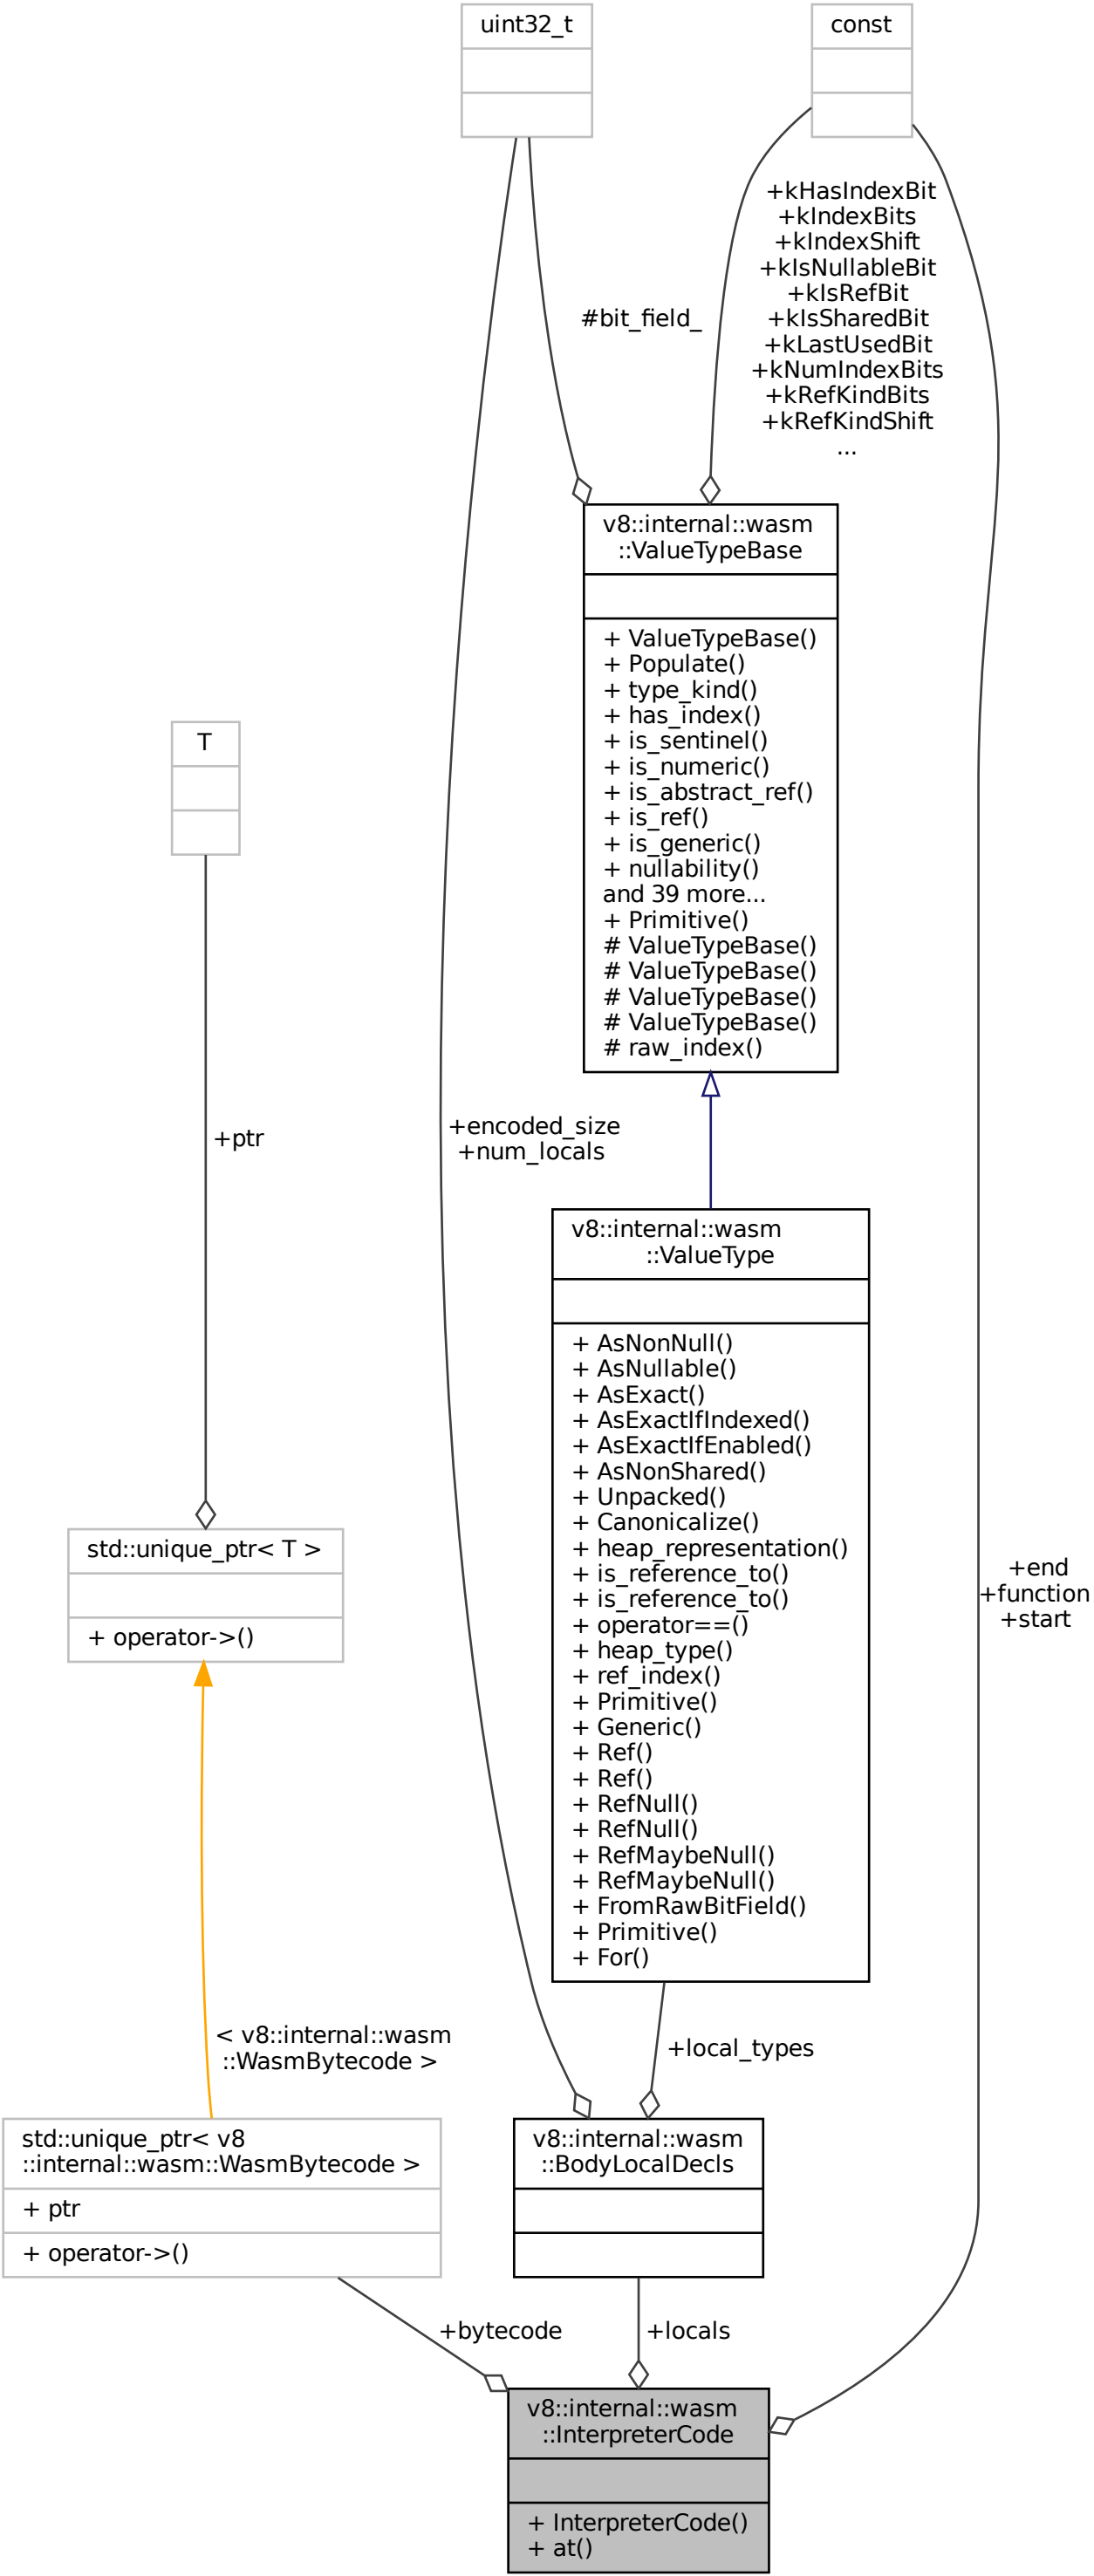 uint32_t
const
+kHasIndexBit
+kIndexBits
+kIndexShift
+kIsNullableBit
+kIsRefBit
+kIsSharedBit
+kLastUsedBit
+kNumIndexBits
+kRefKindBits
+kRefKindShift
...
#bit_field_
v8::internal::wasm
::ValueTypeBase
+ ValueTypeBase()
+ Populate()
+ type_kind()
+ has_index()
+ is_sentinel()
+ is_numeric()
+ is_abstract_ref()
+ is_ref()
+ is_generic()
+ nullability()
and 39 more...
+ Primitive()
# ValueTypeBase()
# ValueTypeBase()
# ValueTypeBase()
# ValueTypeBase()
# raw_index()
T
+ptr
+encoded_size
+num_locals
v8::internal::wasm
::ValueType
+ AsNonNull()
+ AsNullable()
+ AsExact()
+ AsExactIfIndexed()
+ AsExactIfEnabled()
+ AsNonShared()
+ Unpacked()
+ Canonicalize()
+ heap_representation()
+ is_reference_to()
+ is_reference_to()
+ operator==()
+ heap_type()
+ ref_index()
+ Primitive()
+ Generic()
+ Ref()
+ Ref()
+ RefNull()
+ RefNull()
+ RefMaybeNull()
+ RefMaybeNull()
+ FromRawBitField()
+ Primitive()
+ For()
std::unique_ptr< T >
+ operator->()
+end
+function
+start
< v8::internal::wasm
::WasmBytecode >
+local_types
std::unique_ptr< v8
::internal::wasm::WasmBytecode >
+ ptr
+ operator->()
v8::internal::wasm
::BodyLocalDecls
+bytecode
+locals
v8::internal::wasm
::InterpreterCode
+ InterpreterCode()
+ at()